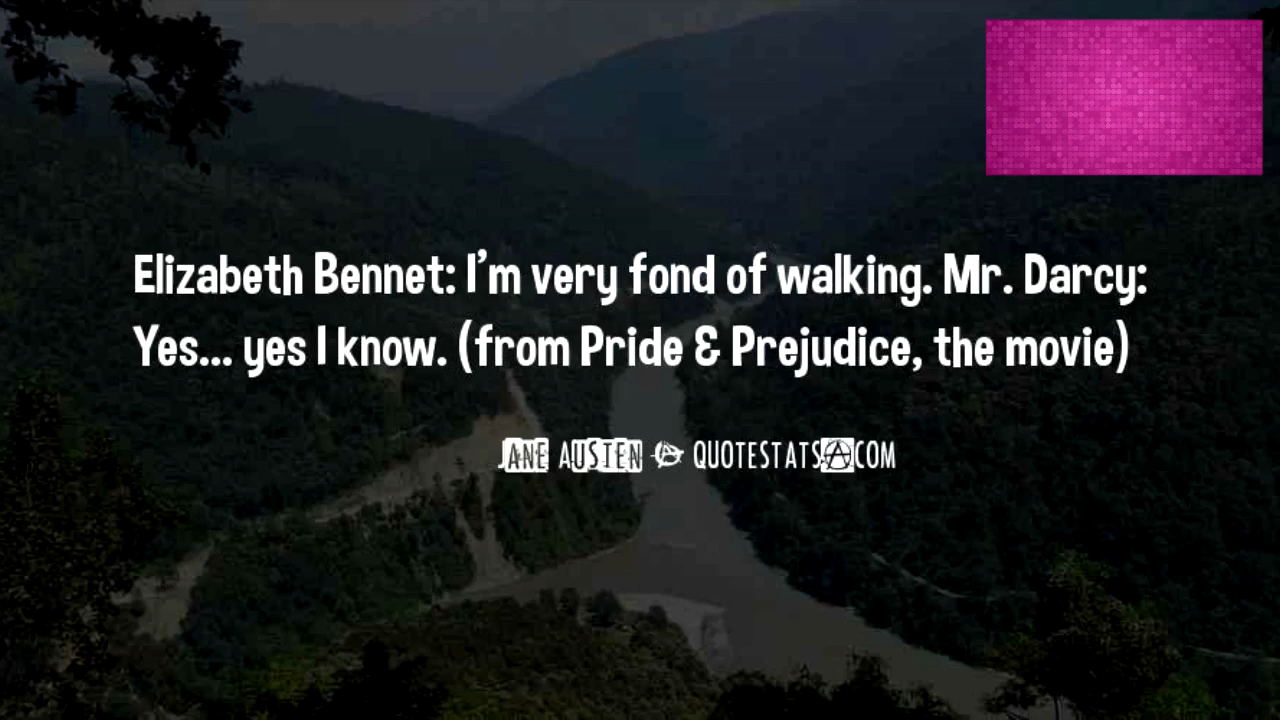 Elizabeth Bennet: I'm very fond of walking. Mr. Darcy:
Yes... yes I know. (from Pride & Prejudice, the movie)
JANE AUSTEN QUOTESTATS COM